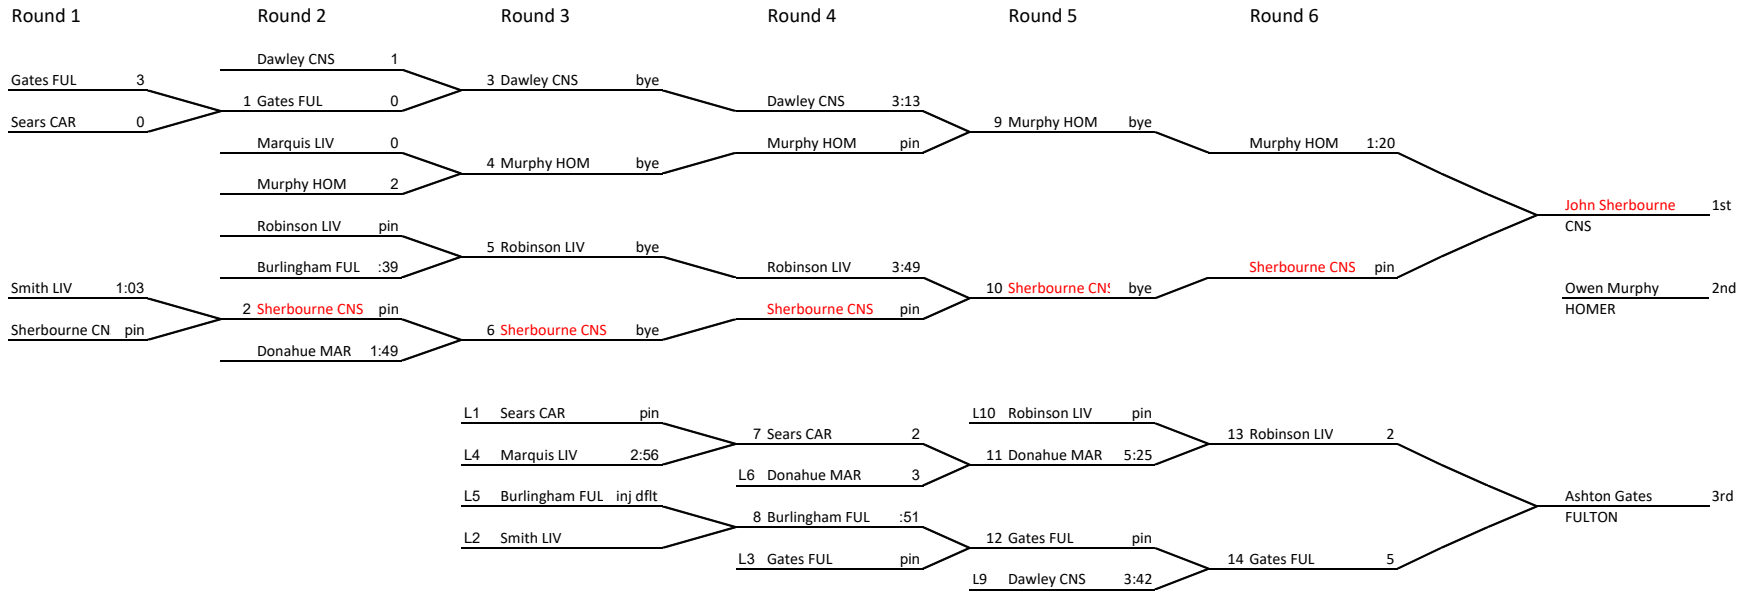 Round 1 Round 2 Round 3 Round 4 Round 5 Round 6
Dawley CNS 1
Gates FUL 3 3 Dawley CNS bye
1 Gates FUL 0 Dawley CNS 3:13
Sears CAR 0 9 Murphy HOM bye
Marquis LIV 0 Murphy HOM pin Murphy HOM 1:20
4 Murphy HOM bye
Murphy HOM 2
John Sherbourne 1st
Robinson LIV pin CNS
5 Robinson LIV bye
Burlingham FUL :39 Robinson LIV 3:49 Sherbourne CNS pin
Smith LIV 1:03 10 Sherbourne CNS bye Owen Murphy 2nd
2 Sherbourne CNS pin Sherbourne CNS pin HOMER
Sherbourne CN pin 6 Sherbourne CNS bye
Donahue MAR 1:49
L1 Sears CAR pin L10 Robinson LIV pin
7 Sears CAR 2 13 Robinson LIV 2
L4 Marquis LIV 2:56 11 Donahue MAR 5:25
L6 Donahue MAR 3
L5 Burlingham FUL inj dflt Ashton Gates 3rd
8 Burlingham FUL :51 FULTON
L2 Smith LIV 12 Gates FUL pin
L3 Gates FUL pin 14 Gates FUL 5
L9 Dawley CNS 3:42